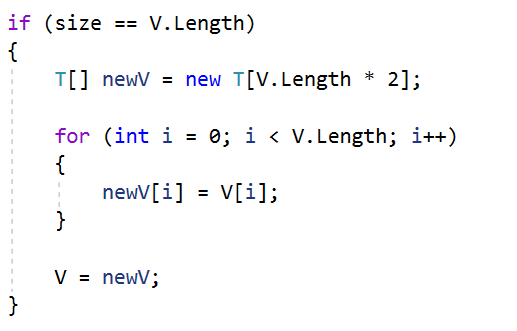 if (size == V.Length)
{
    T[] newV = new T[V.Length * 2];
    for (int i = 0; i < V.Length; i++)
    {
        newV[i] = V[i];
    }
    V = newV;
}